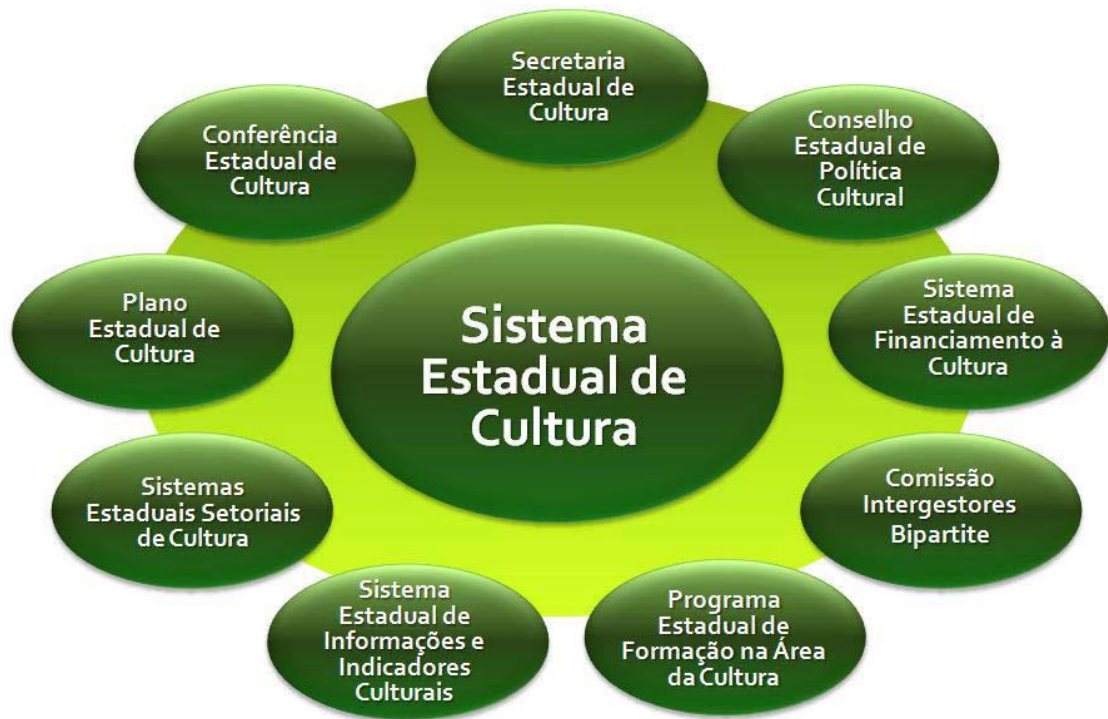 Secretaria
Estadual de
Cultura
Conselho
Estadual de
Política
Cultural
Sistema
Estadual de
Financiamento à
Cultura
Comissão
Intergestores
Bipartite
Programa
Estadual de
Formação na Área
da Cultura
Sistema
Estadual de
Informações e
Indicadores
Culturais
Sistemas
Estaduais Setoriais
de Cultura
Plano
Estadual de
Cultura
Conferência
Estadual de
Cultura
Sistema
Estadual de
Cultura